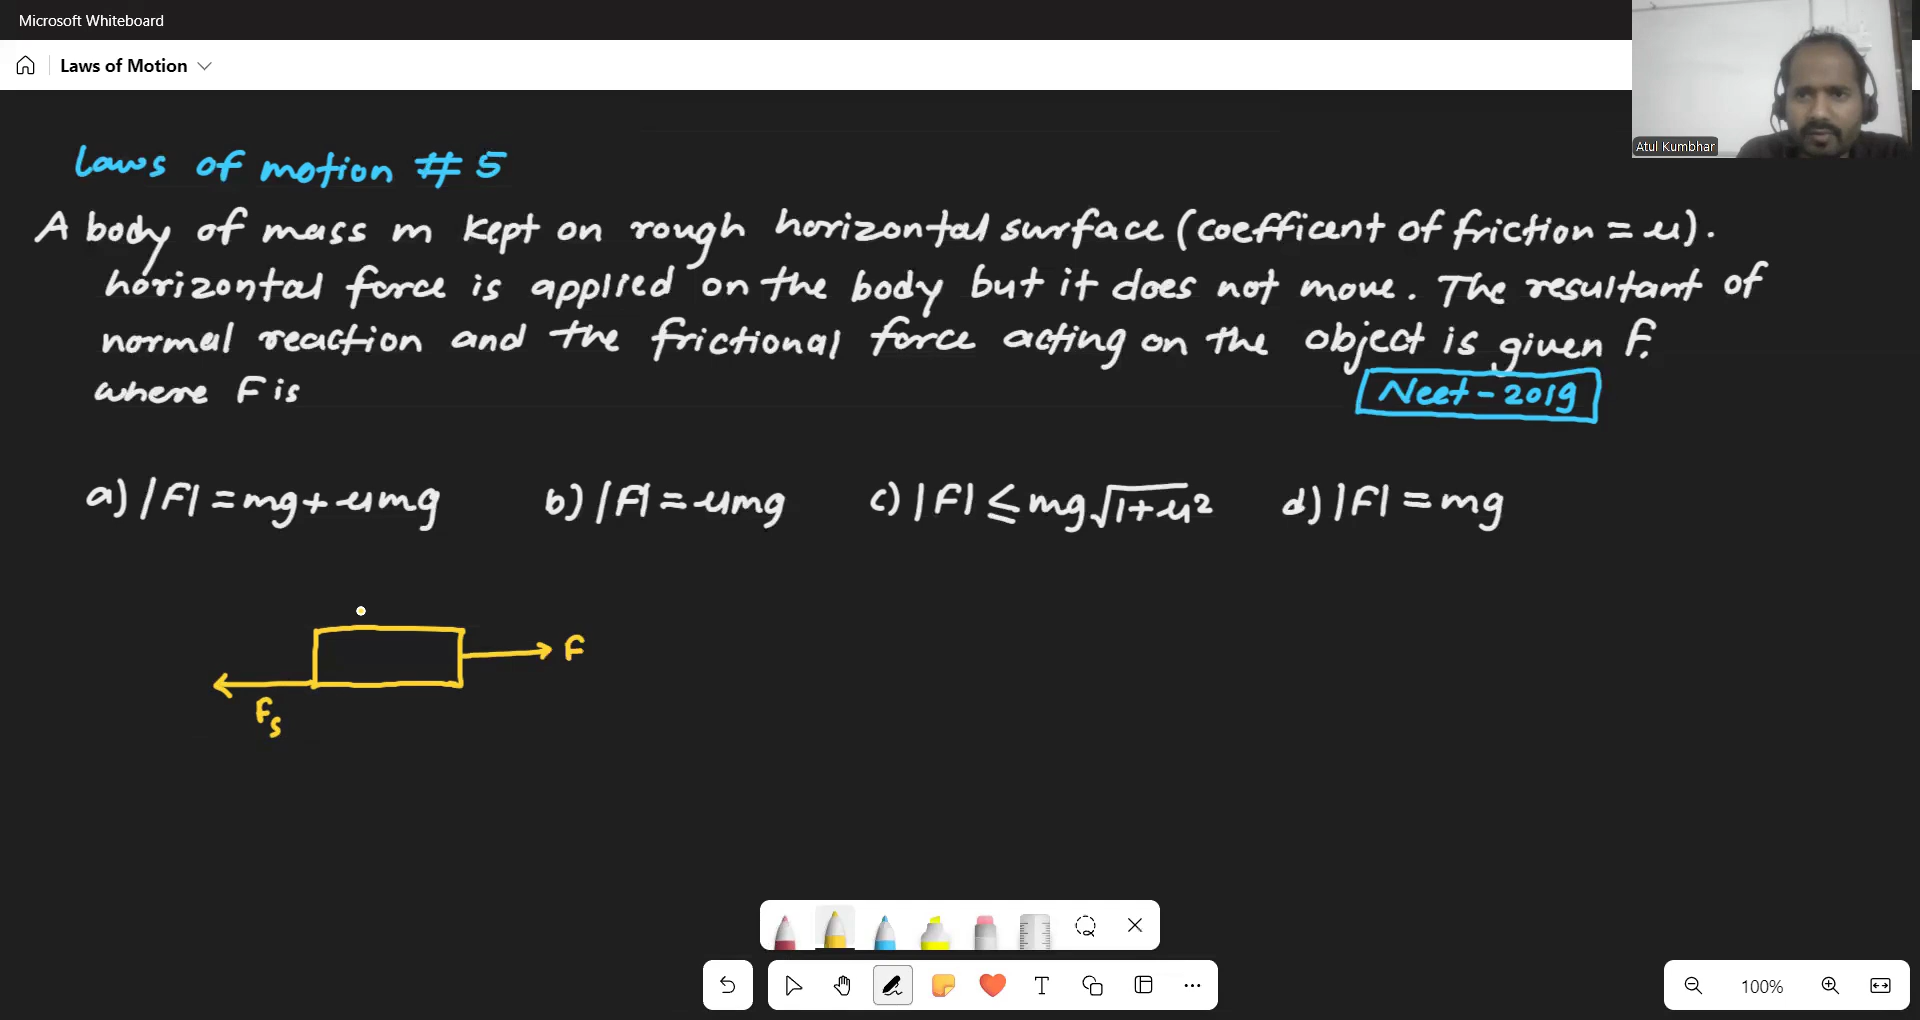 Microsoft Whiteboard
Laws of Motion
Atul Kumbhar
Laws of motion # 5
A body of mass m kept on rough horizontal surface (coefficent of friction = μ).
horizontal force is applied on the body but it does not move. The resultant of
normal reaction and the frictional force acting on the object is given F.
where F is
Neet - 2019
a) |F| = mg + μmg b) |F| = μmg c) |F| ≤ mg√1+μ² d) |F| = mg
F
Fs
100%